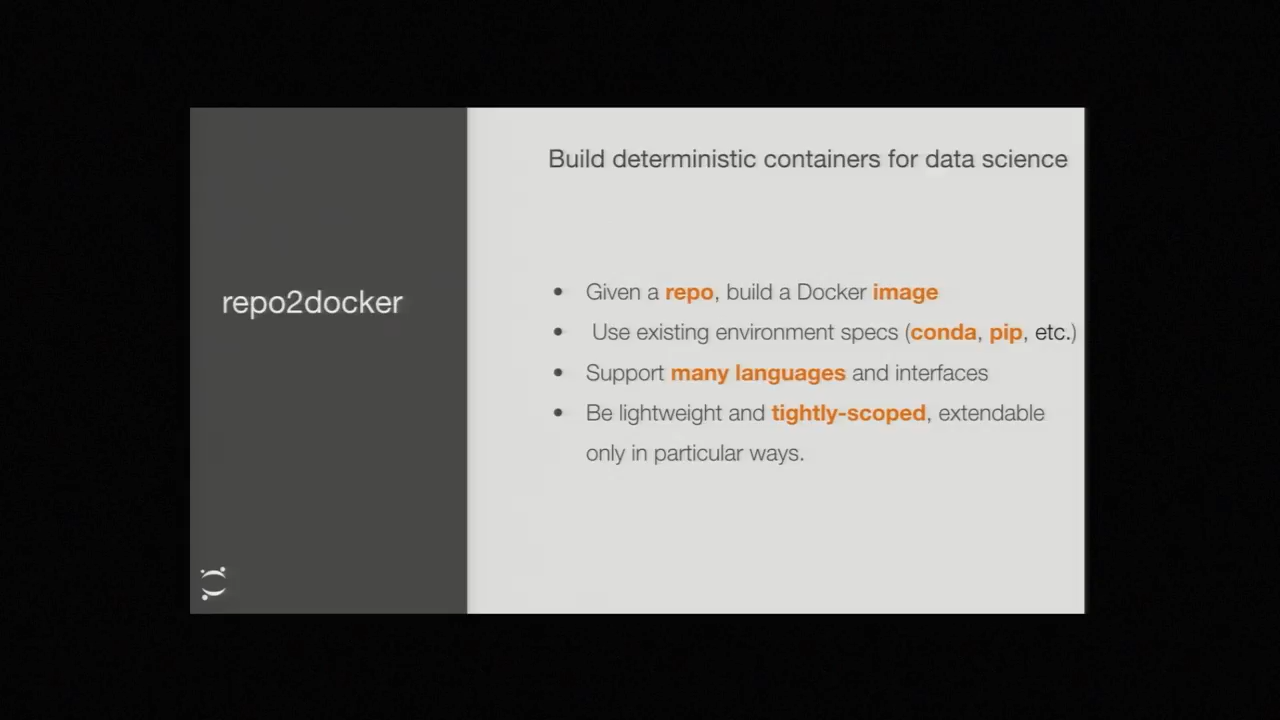 Build deterministic containers for data science
repo2docker
• Given a repo, build a Docker image
• Use existing environment specs (conda, pip, etc.)
• Support many languages and interfaces
• Be lightweight and tightly-scoped, extendable
only in particular ways.